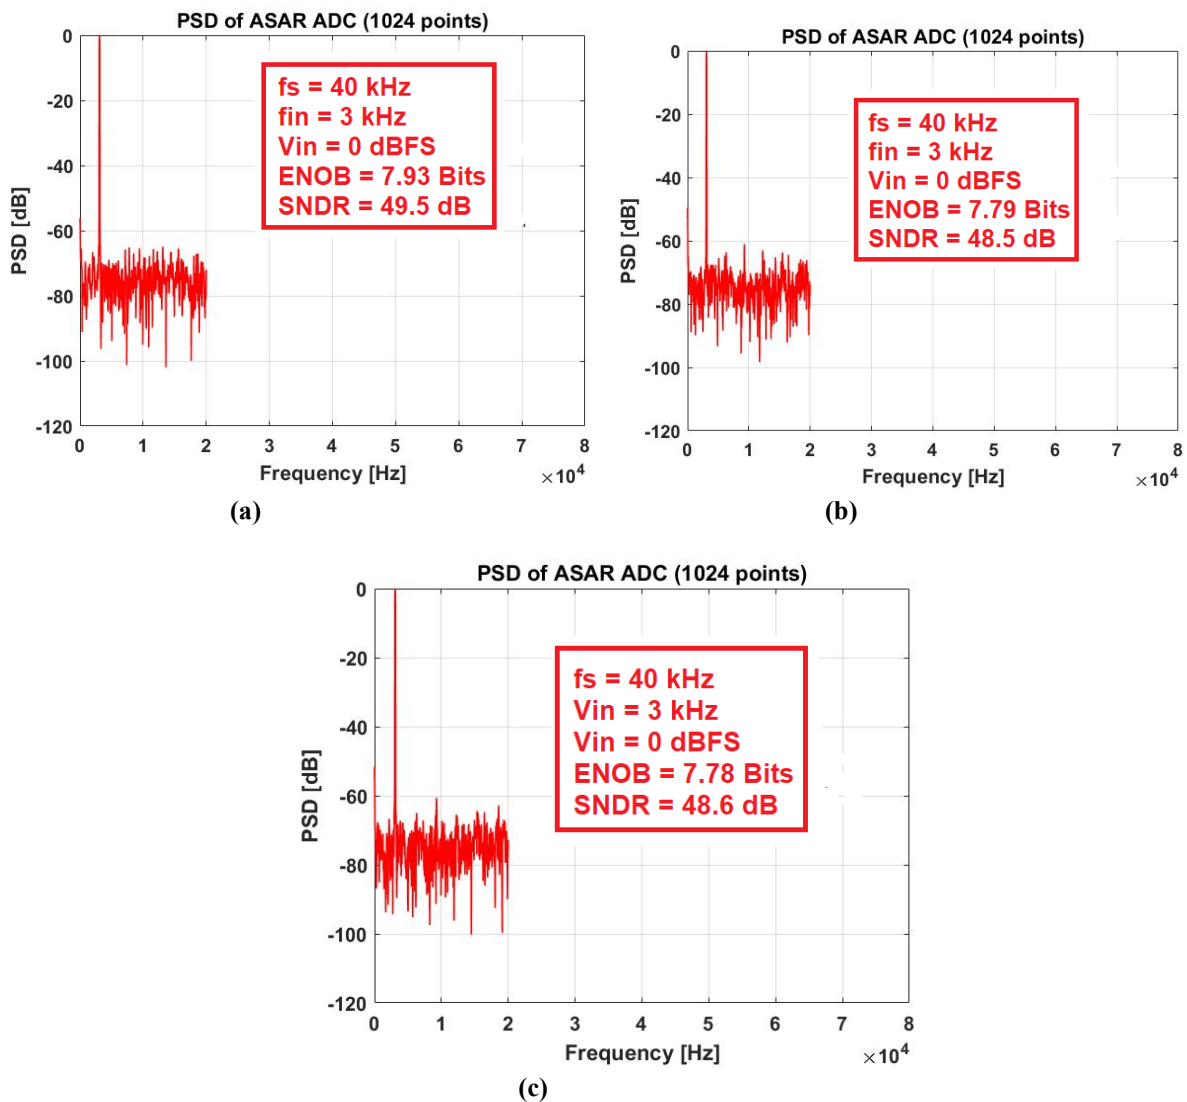 PSD of ASAR ADC (1024 points)
0
-20
-40
-60
-80
-100
-120
PSD [dB]
fs = 40 kHz
fin = 3 kHz
Vin = 0 dBFS
ENOB = 7.93 Bits
SNDR = 49.5 dB
0 1 2 3 4 5 6 7 8
Frequency [Hz]
×10⁴
(a)
PSD of ASAR ADC (1024 points)
0
-20
-40
-60
-80
-100
-120
PSD [dB]
fs = 40 kHz
fin = 3 kHz
Vin = 0 dBFS
ENOB = 7.79 Bits
SNDR = 48.5 dB
0 1 2 3 4 5 6 7 8
Frequency [Hz]
×10⁴
(b)
PSD of ASAR ADC (1024 points)
0
-20
-40
-60
-80
-100
-120
PSD [dB]
fs = 40 kHz
Vin = 3 kHz
Vin = 0 dBFS
ENOB = 7.78 Bits
SNDR = 48.6 dB
0 1 2 3 4 5 6 7 8
Frequency [Hz]
×10⁴
(c)